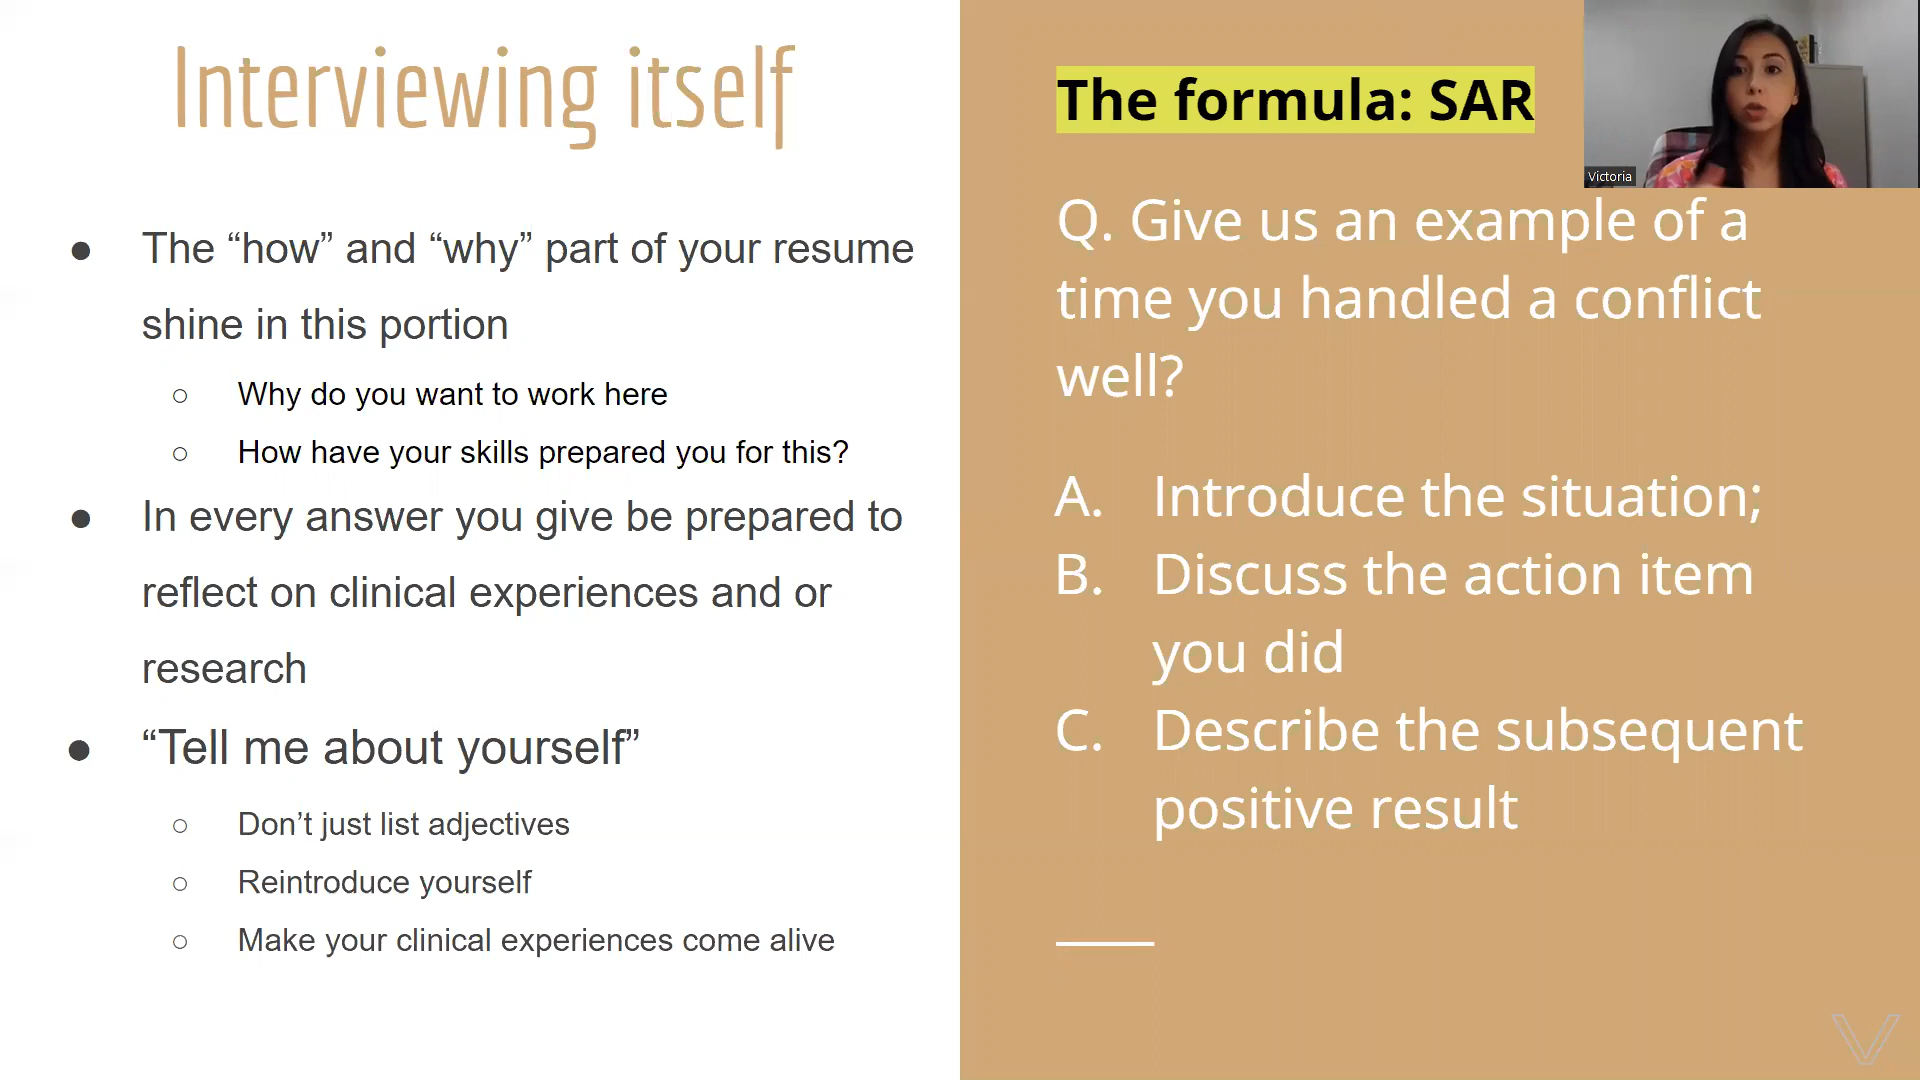 Interviewing itself
● The “how” and “why” part of your resume
shine in this portion
○ Why do you want to work here
○ How have your skills prepared you for this?
● In every answer you give be prepared to
reflect on clinical experiences and or
research
● “Tell me about yourself”
○ Don’t just list adjectives
○ Reintroduce yourself
○ Make your clinical experiences come alive
The formula: SAR
Q. Give us an example of a
time you handled a conflict
well?
A. Introduce the situation;
B. Discuss the action item
you did
C. Describe the subsequent
positive result
Victoria
V